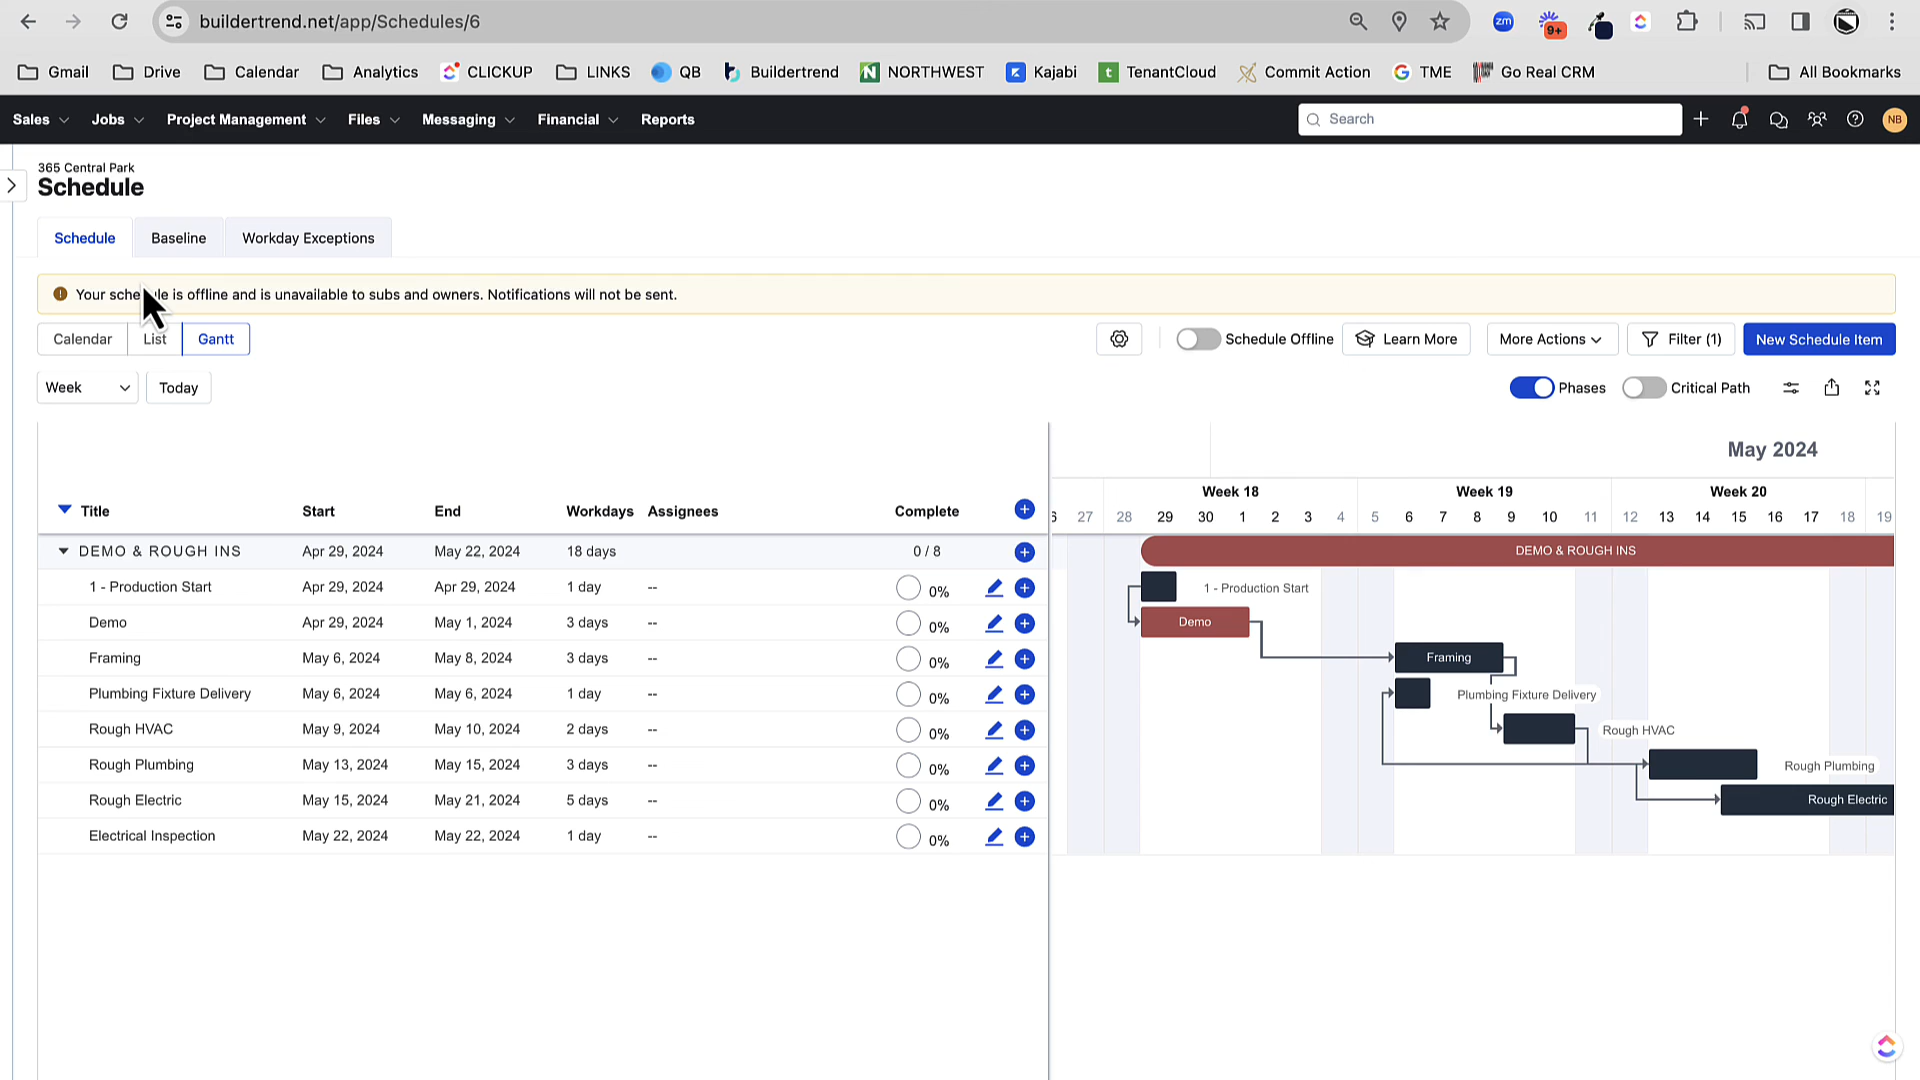 buildertrend.net/app/Schedules/6
zm
9+
Gmail Drive Calendar Analytics CLICKUP LINKS QB Buildertrend NORTHWEST Kajabi TenantCloud Commit Action TME Go Real CRM All Bookmarks
Sales Jobs Project Management Files Messaging Financial Reports Search NB
365 Central Park
Schedule
Schedule Baseline Workday Exceptions
Your schedule is offline and is unavailable to subs and owners. Notifications will not be sent.
Calendar List Gantt Schedule Offline Learn More More Actions Filter (1) New Schedule Item
Week Today Phases Critical Path
May 2024
Week 18 Week 19 Week 20
Title Start End Workdays Assignees Complete
6 27 28 29 30 1 2 3 4 5 6 7 8 9 10 11 12 13 14 15 16 17 18 19
DEMO & ROUGH INS Apr 29, 2024 May 22, 2024 18 days 0 / 8 DEMO & ROUGH INS
1 - Production Start Apr 29, 2024 Apr 29, 2024 1 day -- 0% 1 - Production Start
Demo Apr 29, 2024 May 1, 2024 3 days -- 0% Demo
Framing May 6, 2024 May 8, 2024 3 days -- 0% Framing
Plumbing Fixture Delivery May 6, 2024 May 6, 2024 1 day -- 0% Plumbing Fixture Delivery
Rough HVAC May 9, 2024 May 10, 2024 2 days -- 0% Rough HVAC
Rough Plumbing May 13, 2024 May 15, 2024 3 days -- 0% Rough Plumbing
Rough Electric May 15, 2024 May 21, 2024 5 days -- 0% Rough Electric
Electrical Inspection May 22, 2024 May 22, 2024 1 day -- 0%